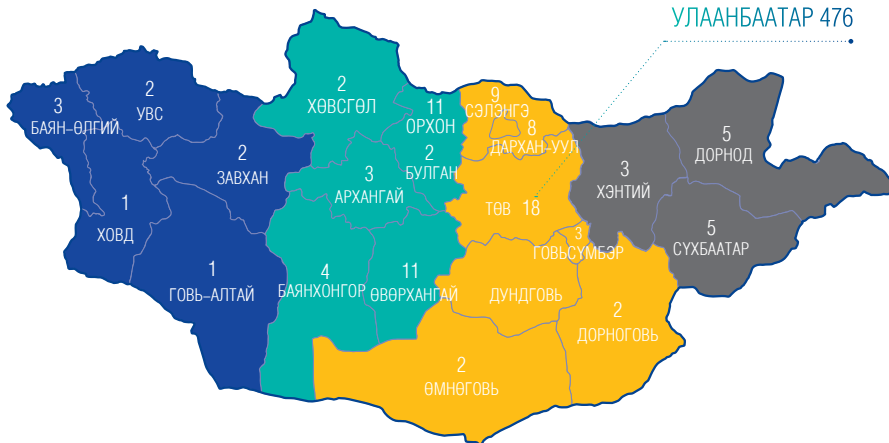 УЛААНБААТАР 476
3
БАЯН-ӨЛГИЙ
2
УВС
2
ЗАВХАН
1
ХОВД
1
ГОВЬ-АЛТАЙ
2
ХӨВСГӨЛ
11
ОРХОН
2
БУЛГАН
3
АРХАНГАЙ
4
БАЯНХОНГОР
11
ӨВӨРХАНГАЙ
9
СЭЛЭНГЭ
8
ДАРХАН-УУЛ
ТӨВ 18
3
ГОВЬСҮМБЭР
ДУНДГОВЬ
2
ДОРНОГОВЬ
2
ӨМНӨГОВЬ
3
ХЭНТИЙ
5
ДОРНОД
5
СҮХБААТАР